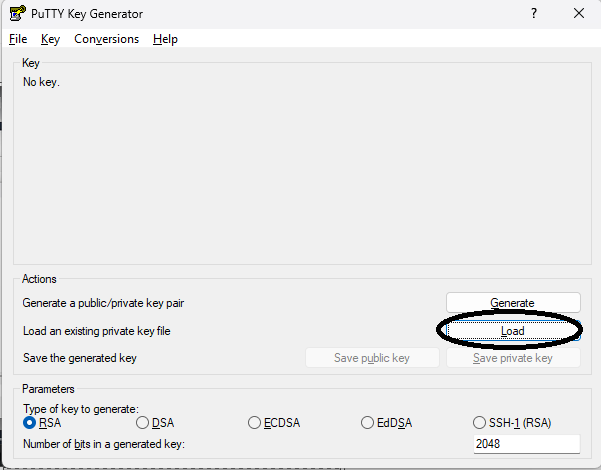 PuTTY Key Generator ?
File Key Conversions Help
Key
No key.
Actions
Generate a public/private key pair Generate
Load an existing private key file Load
Save the generated key Save public key Save private key
Parameters
Type of key to generate:
RSA DSA ECDSA EdDSA SSH-1 (RSA)
Number of bits in a generated key: 2048